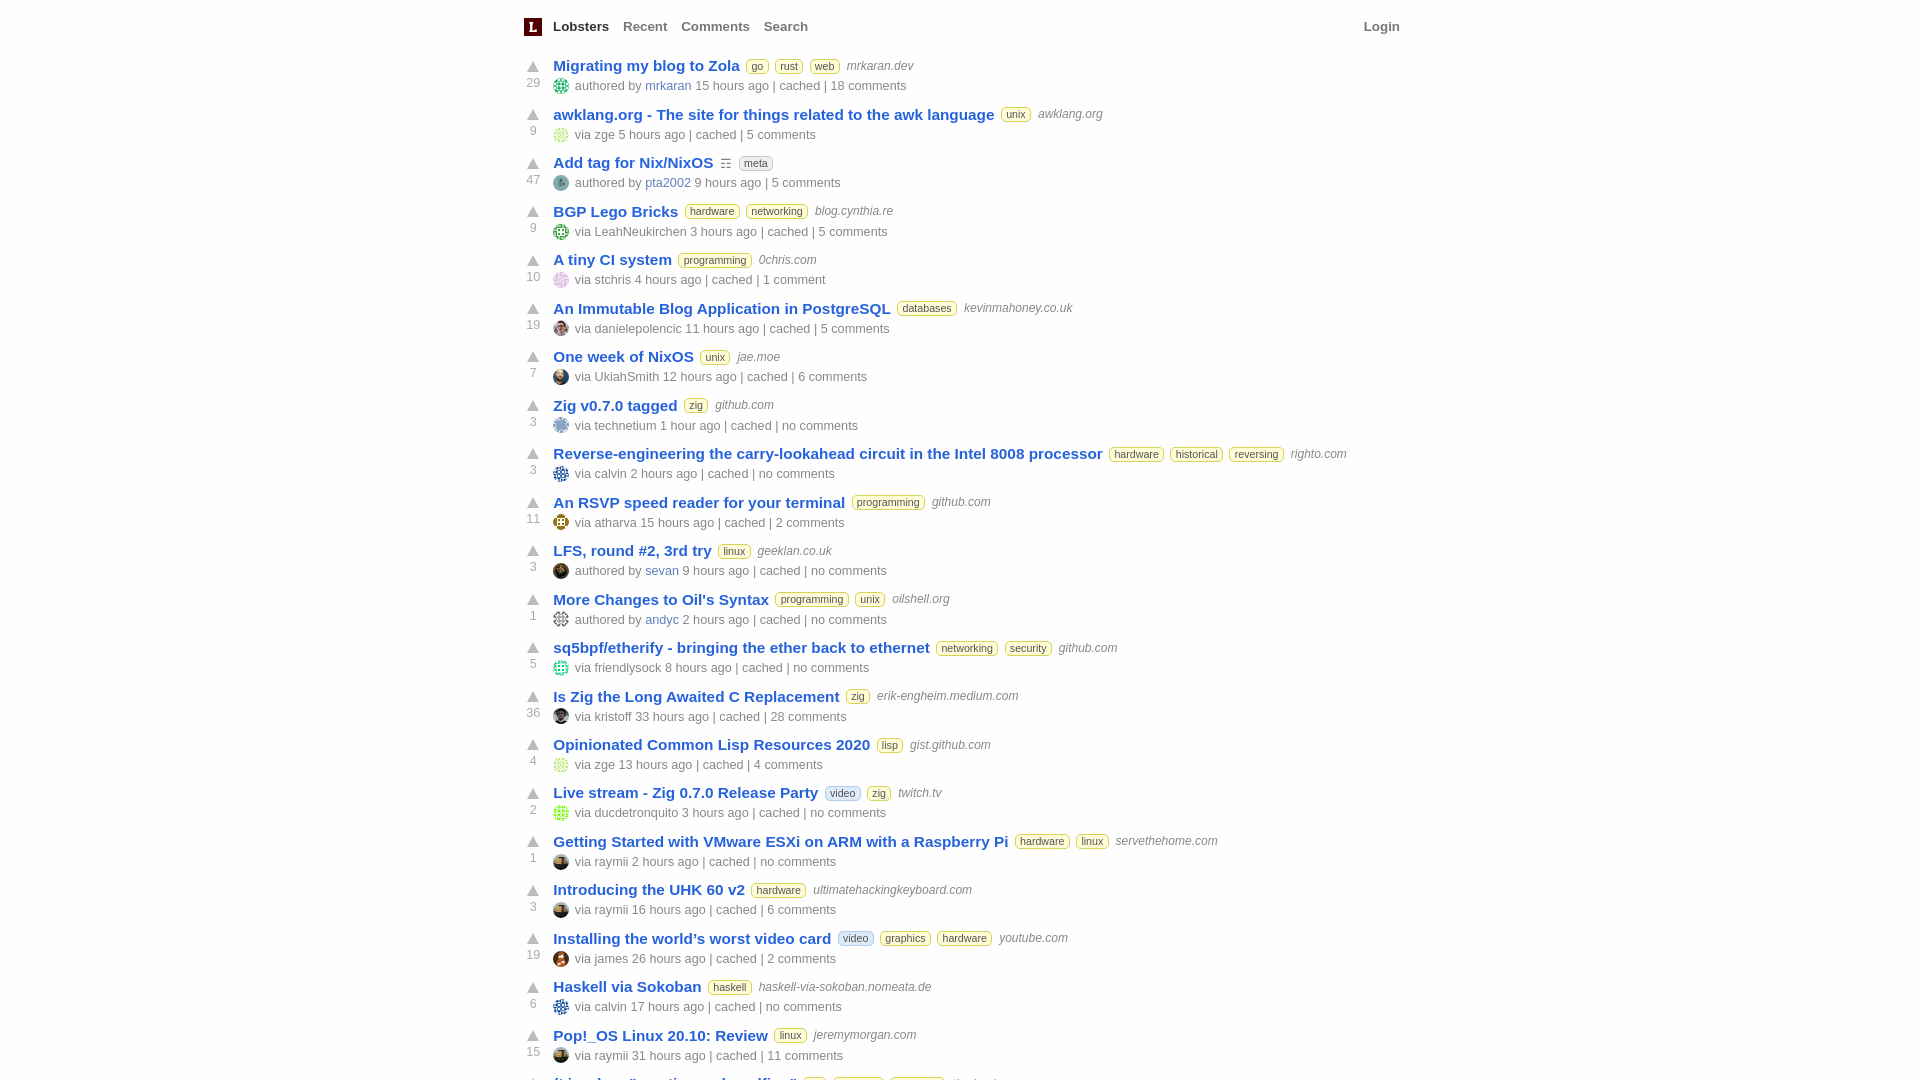 L Lobsters Recent Comments Search Login
Migrating my blog to Zola go rust web mrkaran.dev
29
authored by mrkaran 15 hours ago | cached | 18 comments
awklang.org - The site for things related to the awk language unix awklang.org
9
via zge 5 hours ago | cached | 5 comments
Add tag for Nix/NixOS ☶ meta
47
authored by pta2002 9 hours ago | 5 comments
BGP Lego Bricks hardware networking blog.cynthia.re
9
via LeahNeukirchen 3 hours ago | cached | 5 comments
A tiny CI system programming 0chris.com
10
via stchris 4 hours ago | cached | 1 comment
An Immutable Blog Application in PostgreSQL databases kevinmahoney.co.uk
19
via danielepolencic 11 hours ago | cached | 5 comments
One week of NixOS unix jae.moe
7
via UkiahSmith 12 hours ago | cached | 6 comments
Zig v0.7.0 tagged zig github.com
3
via technetium 1 hour ago | cached | no comments
Reverse-engineering the carry-lookahead circuit in the Intel 8008 processor hardware historical reversing righto.com
3
via calvin 2 hours ago | cached | no comments
An RSVP speed reader for your terminal programming github.com
11
via atharva 15 hours ago | cached | 2 comments
LFS, round #2, 3rd try linux geeklan.co.uk
3
authored by sevan 9 hours ago | cached | no comments
More Changes to Oil's Syntax programming unix oilshell.org
1
authored by andyc 2 hours ago | cached | no comments
sq5bpf/etherify - bringing the ether back to ethernet networking security github.com
5
via friendlysock 8 hours ago | cached | no comments
Is Zig the Long Awaited C Replacement zig erik-engheim.medium.com
36
via kristoff 33 hours ago | cached | 28 comments
Opinionated Common Lisp Resources 2020 lisp gist.github.com
4
via zge 13 hours ago | cached | 4 comments
Live stream - Zig 0.7.0 Release Party video zig twitch.tv
2
via ducdetronquito 3 hours ago | cached | no comments
Getting Started with VMware ESXi on ARM with a Raspberry Pi hardware linux servethehome.com
1
via raymii 2 hours ago | cached | no comments
Introducing the UHK 60 v2 hardware ultimatehackingkeyboard.com
3
via raymii 16 hours ago | cached | 6 comments
Installing the world’s worst video card video graphics hardware youtube.com
19
via james 26 hours ago | cached | 2 comments
Haskell via Sokoban haskell haskell-via-sokoban.nomeata.de
6
via calvin 17 hours ago | cached | no comments
Pop!_OS Linux 20.10: Review linux jeremymorgan.com
15
via raymii 31 hours ago | cached | 11 comments